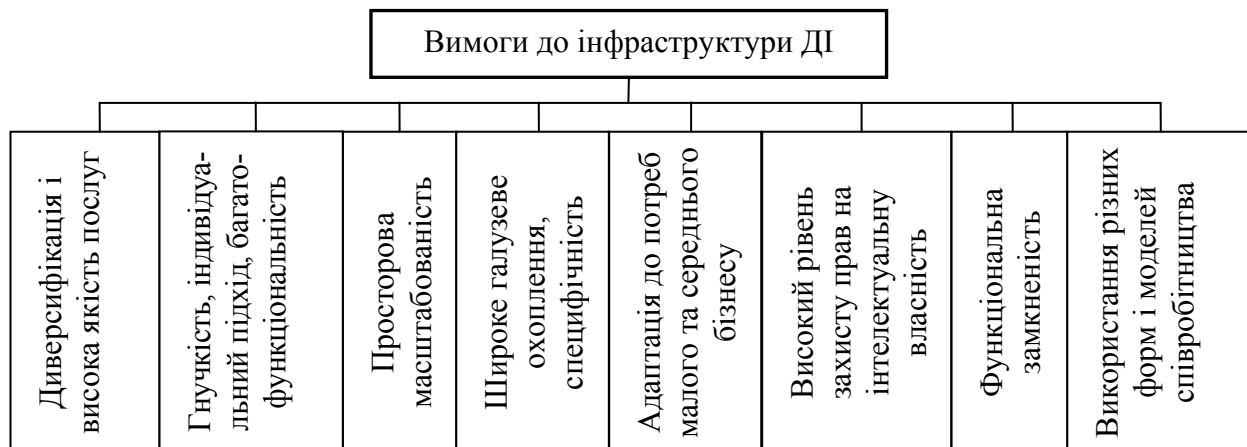 Вимоги до інфраструктури ДІ
Диверсифікація і
висока якість послуг
Гнучкість, індивідуа-
льний підхід, багато-
функціональність
Просторова
масштабованість
Широке галузеве
охоплення,
специфічність
Адаптація до потреб
малого та середнього
бізнесу
Високий рівень
захисту прав на
інтелектуальну
власність
Функціональна
замкненість
Використання різних
форм і моделей
співробітництва